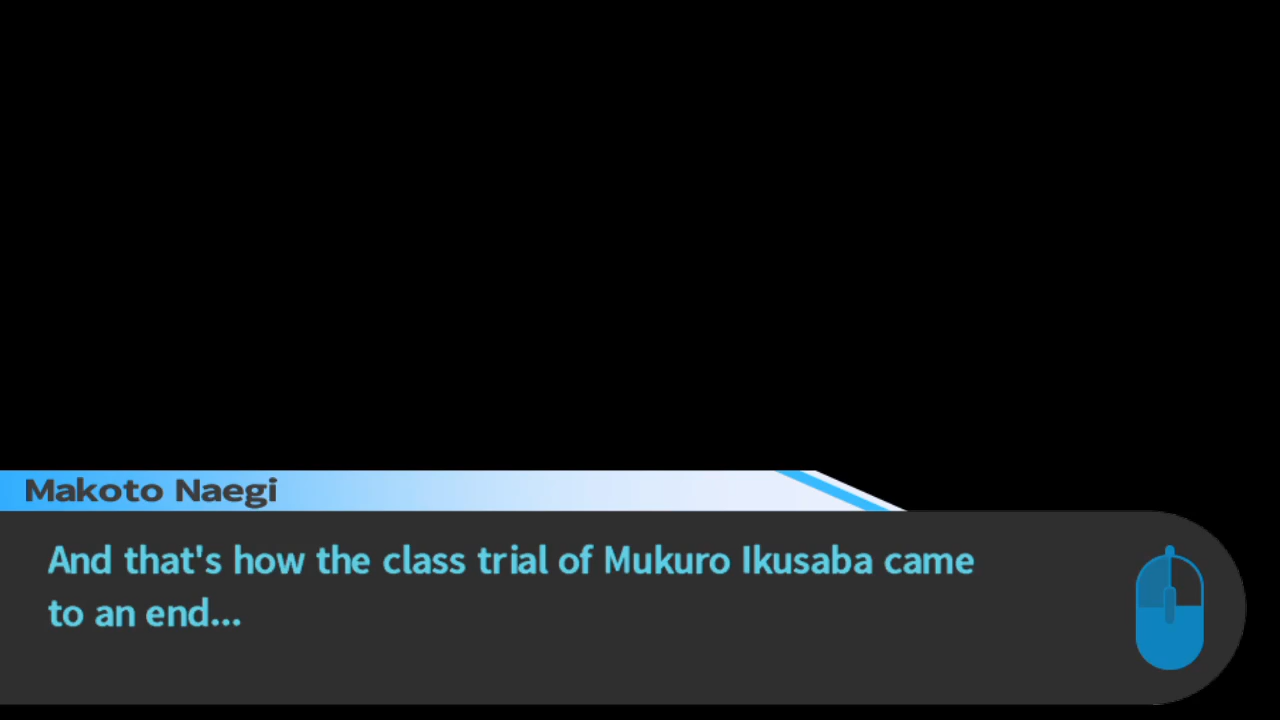 Makoto Naegi
And that's how the class trial of Mukuro Ikusaba came
to an end...